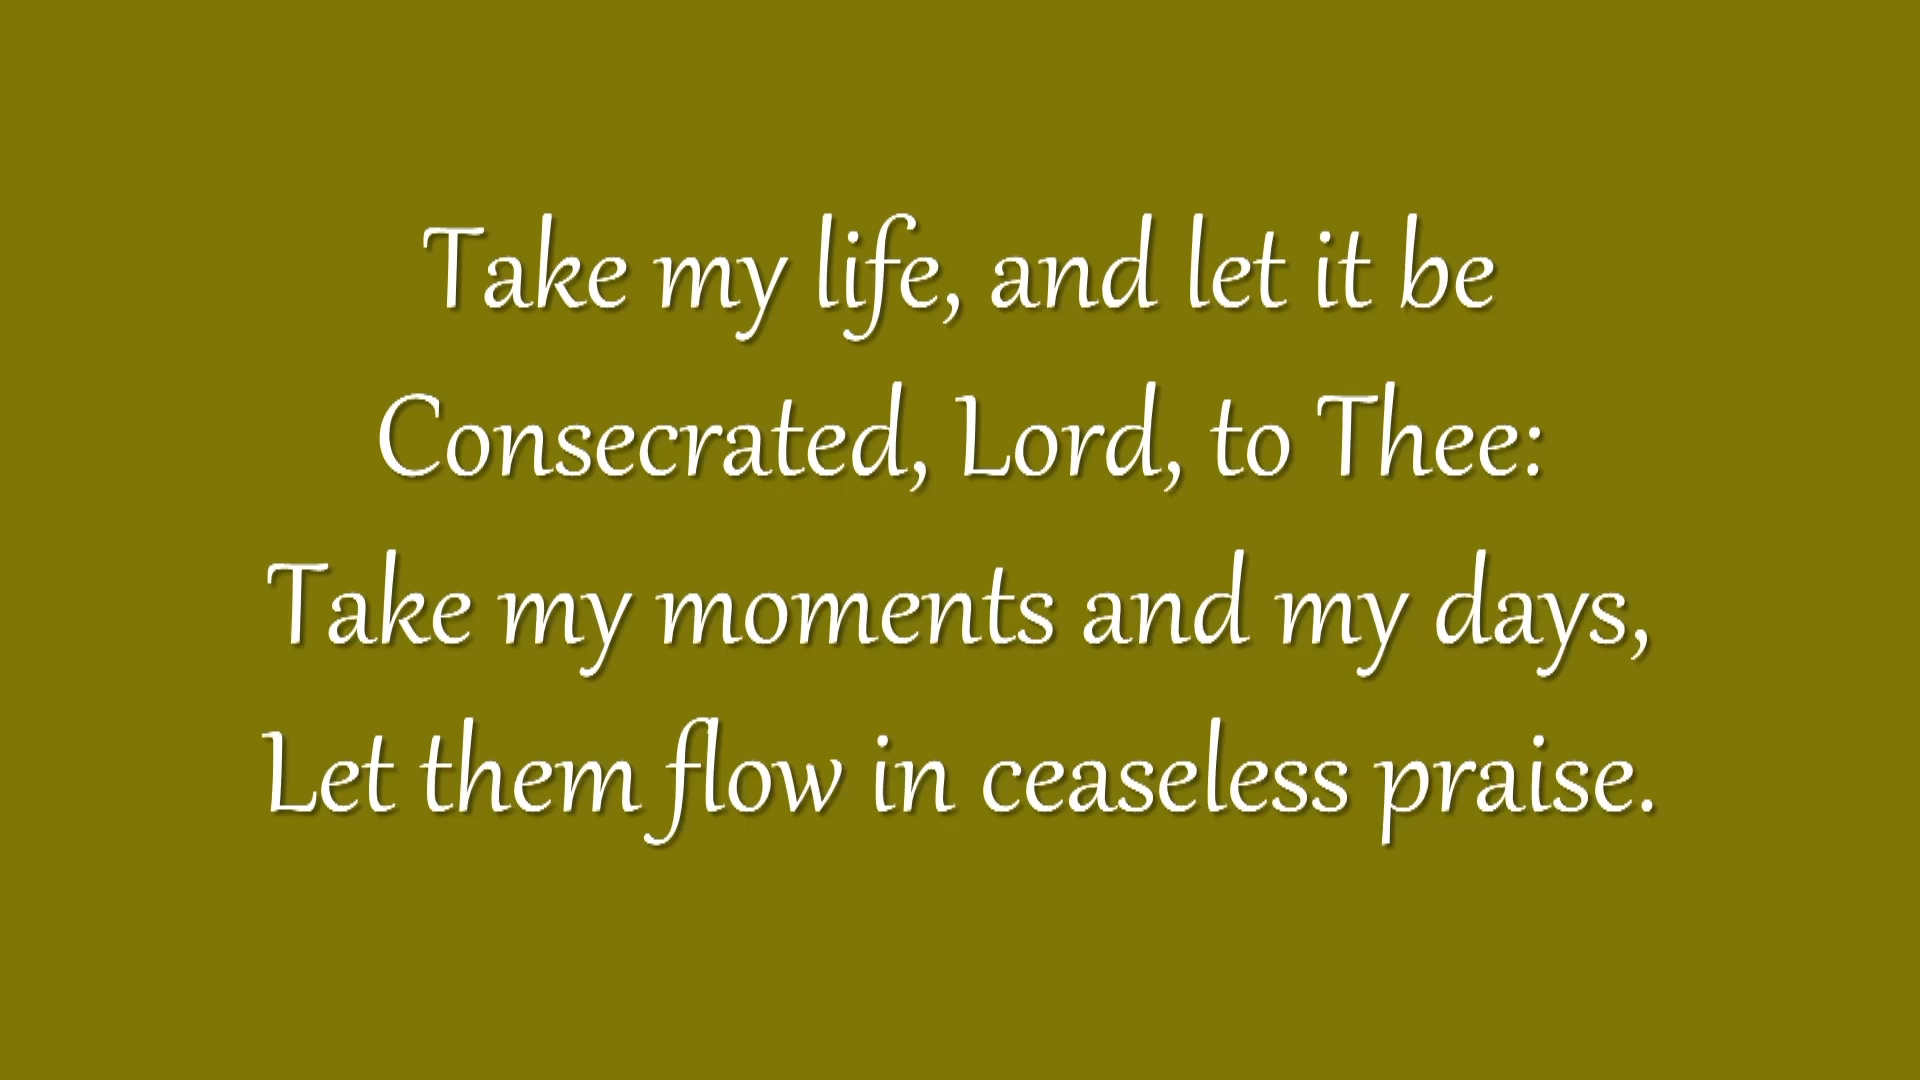 Take my life, and let it be
Consecrated, Lord, to Thee:
Take my moments and my days,
Let them flow in ceaseless praise.